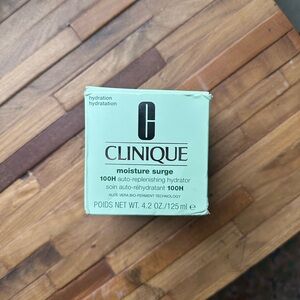 hydration
hydratation
C
CLINIQUE
moisture surge
100H auto-replenishing hydrator
soin auto-réhydratant 100H
ALOE VERA BIO-FERMENT TECHNOLOGY
POIDS NET WT. 4.2 OZ./125 ml ℮